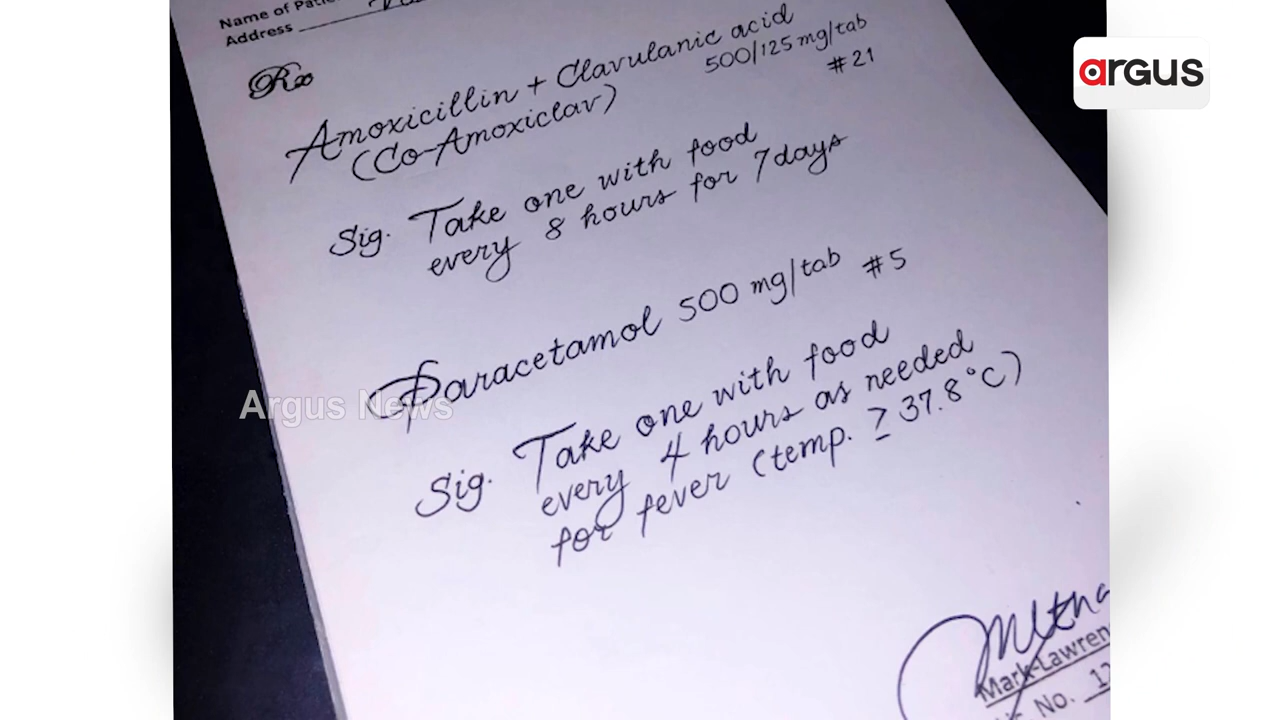 Name of Patie
Address
Rx
Amoxicillin + Clavulanic acid
500/125 mg/tab
(Co-Amoxiclav)
#21
Sig. Take one with food
every 8 hours for 7 days
Paracetamol 500 mg/tab #5
Sig. Take one with food
every 4 hours as needed
for fever (temp. ≥ 37.8°C)
Mark-Lawren
No.
argus
Argus News